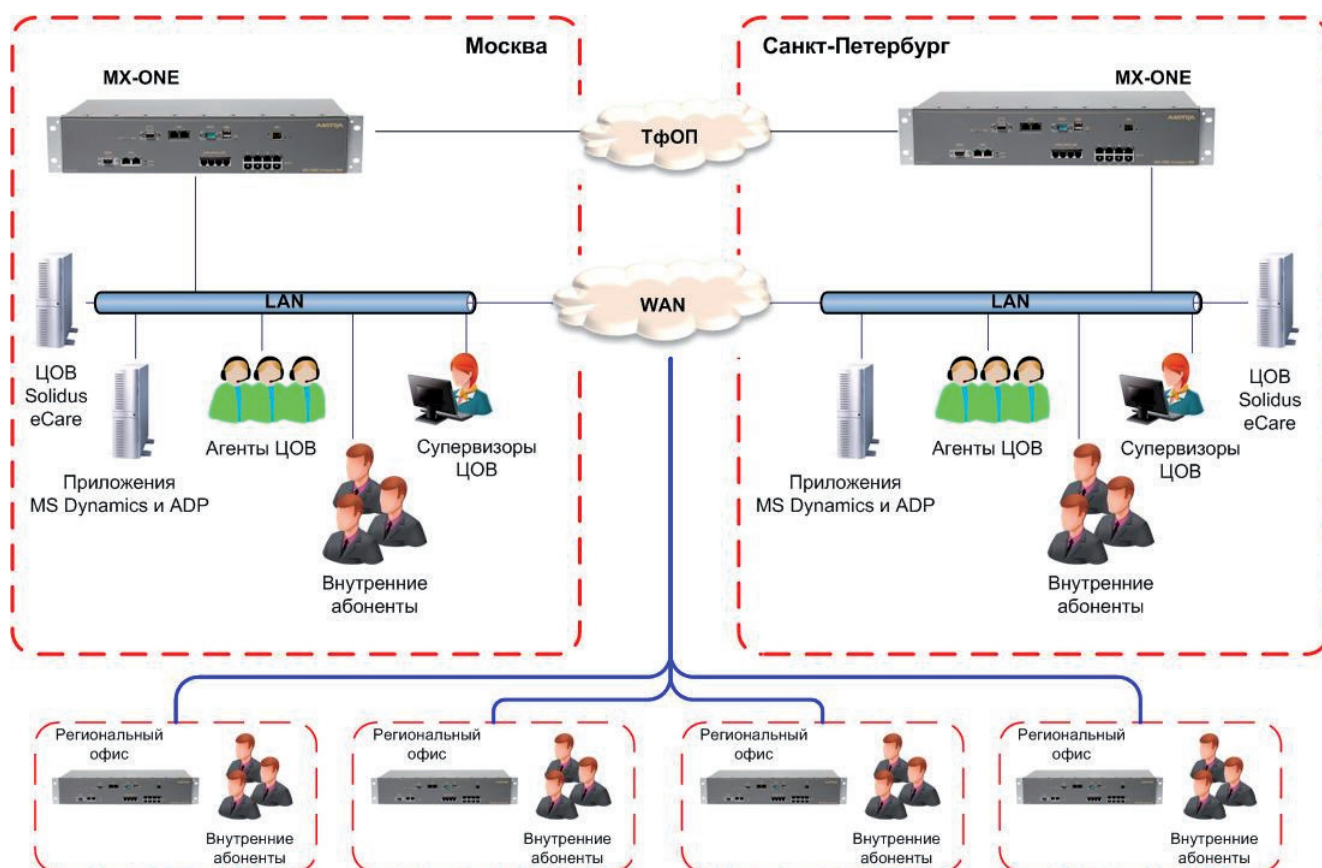 Москва
Санкт-Петербург
MX-ONE
MX-ONE
ТфОП
LAN
WAN
LAN
ЦОВ
Solidus
eCare
Агенты ЦОВ
Супервизоры
ЦОВ
Приложения
MS Dynamics и ADP
Внутренние
абоненты
Агенты ЦОВ
Супервизоры
ЦОВ
ЦОВ
Solidus
eCare
Приложения
MS Dynamics и ADP
Внутренние
абоненты
Региональный
офис
Внутренние
абоненты
Региональный
офис
Внутренние
абоненты
Региональный
офис
Внутренние
абоненты
Региональный
офис
Внутренние
абоненты